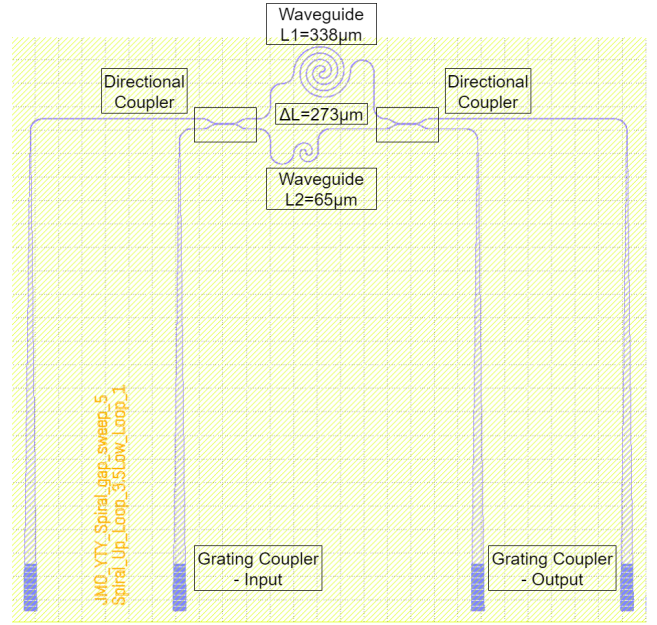 Waveguide
L1=338µm
Directional
Coupler
Directional
Coupler
ΔL=273µm
Waveguide
L2=65µm
JMO_YTY_Spiral_gap_sweep_5
Spiral_Up_Loop_3.5Low_Loop_1
Grating Coupler
- Input
Grating Coupler
- Output